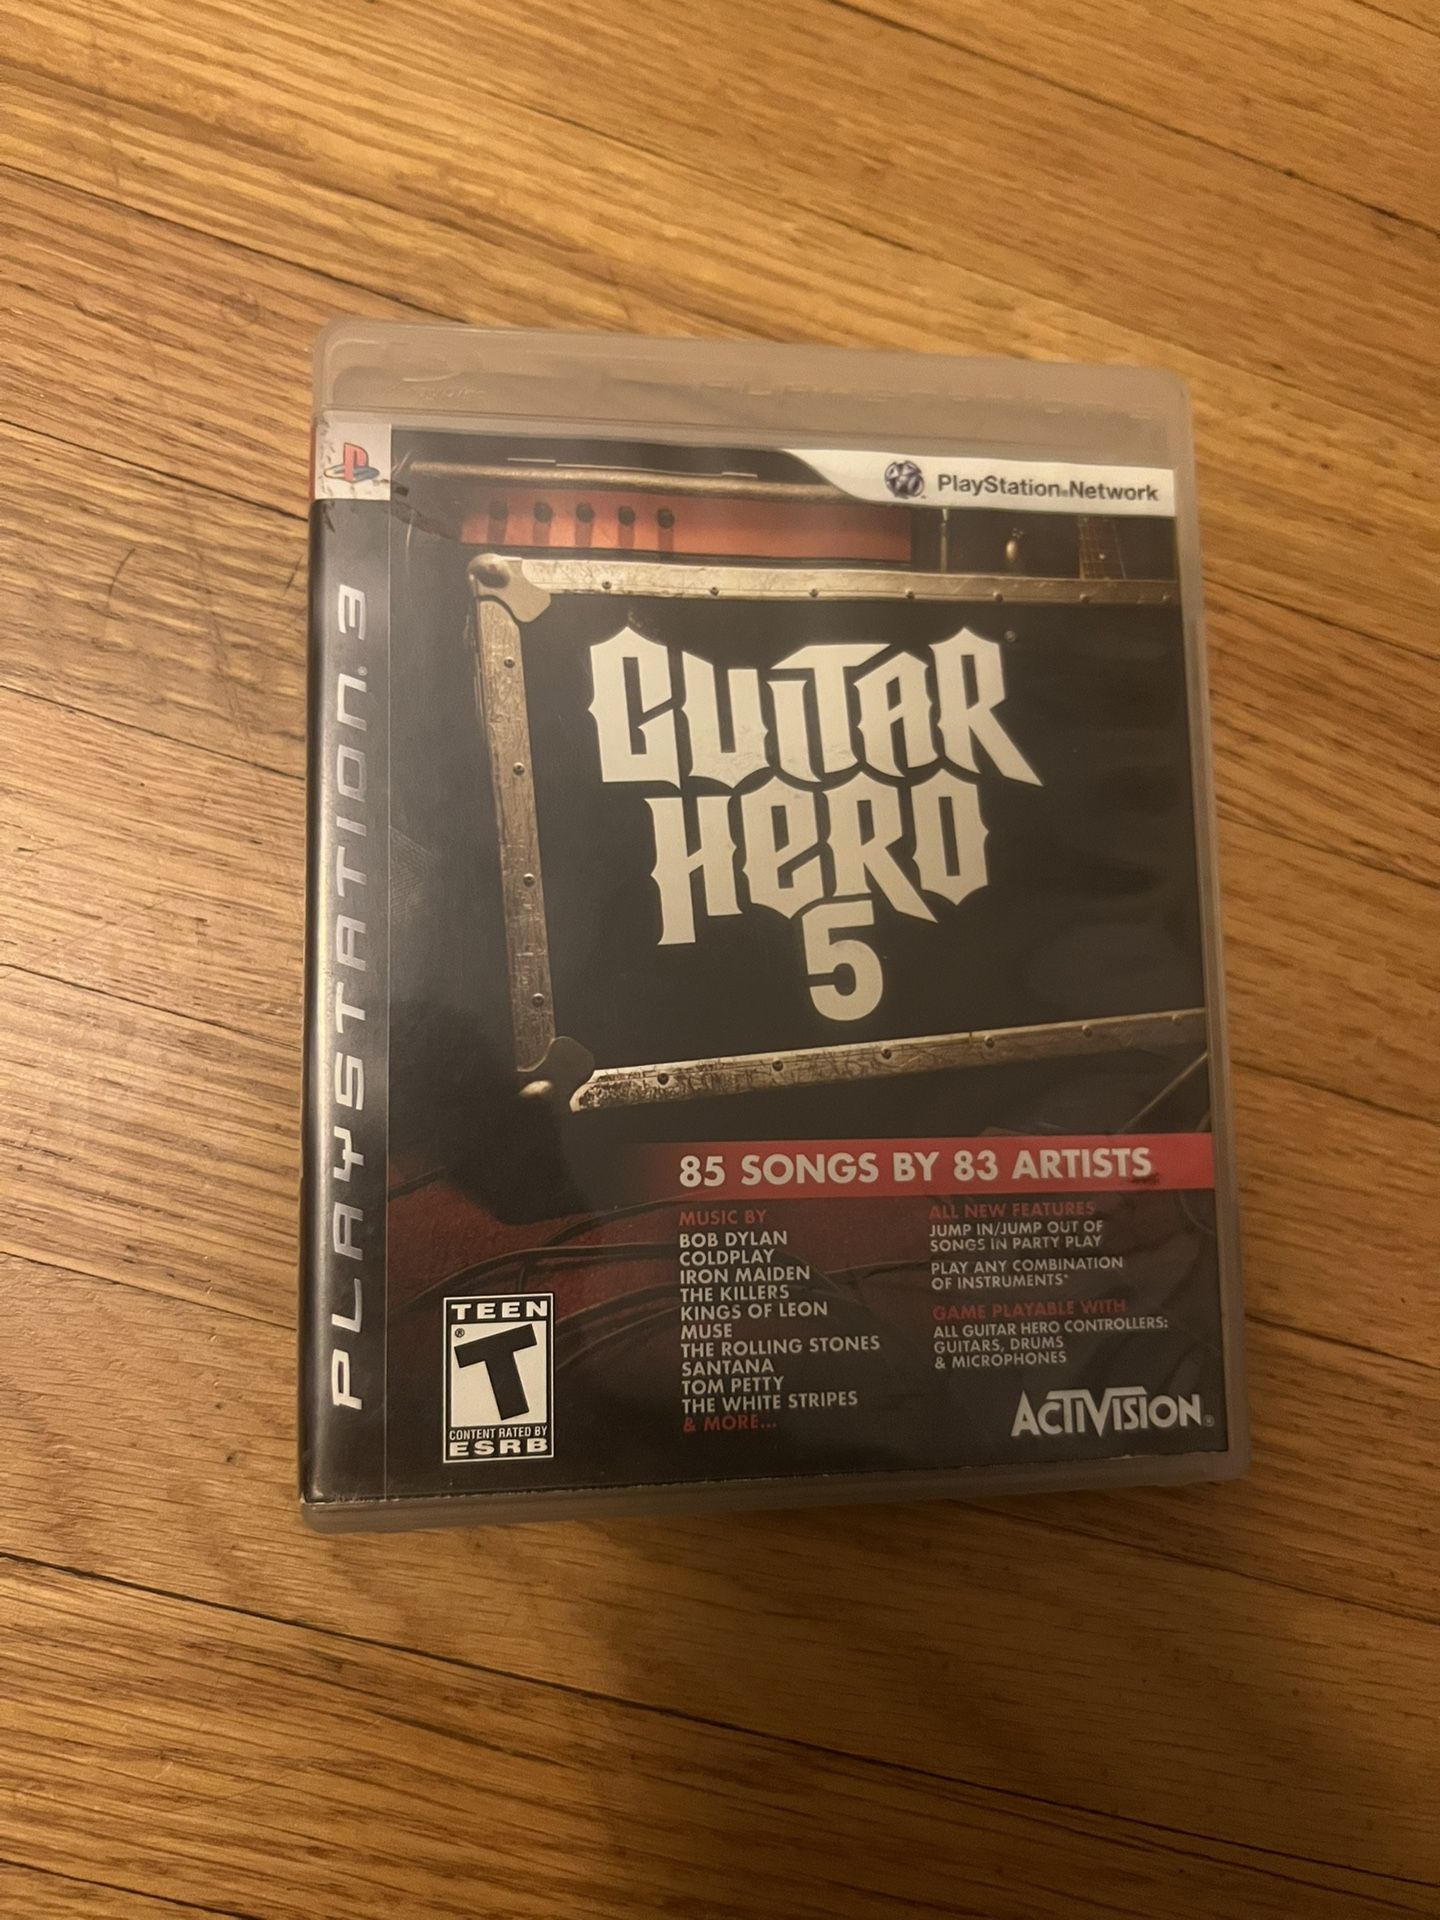 PlayStation®Network
PLAYSTATION®3
GUITAR
HERO®
5
85 SONGS BY 83 ARTISTS
MUSIC BY
BOB DYLAN
COLDPLAY
IRON MAIDEN
THE KILLERS
KINGS OF LEON
MUSE
THE ROLLING STONES
SANTANA
TOM PETTY
THE WHITE STRIPES
& MORE...
ALL NEW FEATURES
JUMP IN/JUMP OUT OF
SONGS IN PARTY PLAY
PLAY ANY COMBINATION
OF INSTRUMENTS*
GAME PLAYABLE WITH
ALL GUITAR HERO CONTROLLERS:
GUITARS, DRUMS
& MICROPHONES
TEEN
T®
CONTENT RATED BY
ESRB
ACTIVISION®